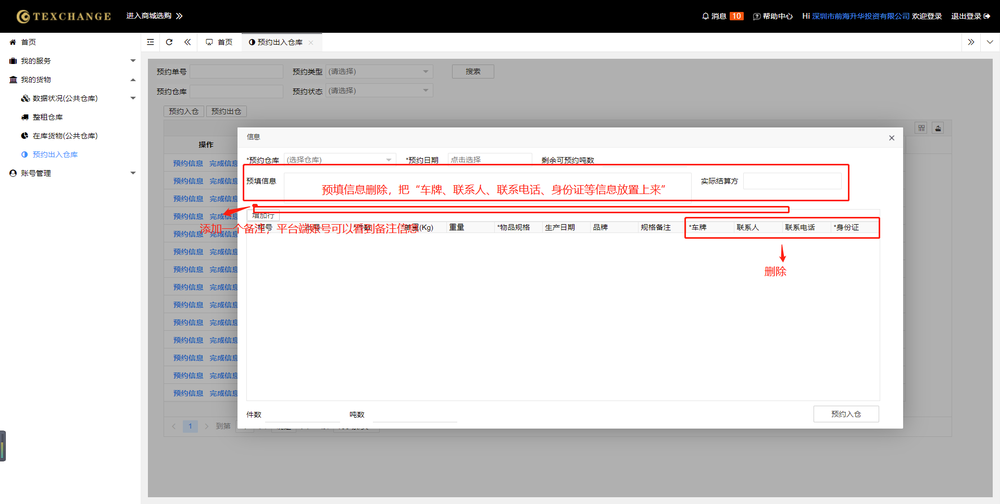 TEXCHANGE 进入商城选购
消息 10 帮助中心 Hi 深圳市前海升华投资有限公司 欢迎登录 退出登录
首页
我的服务
我的货物
数据状况(公共仓库)
整租仓库
在库货物(公共仓库)
预约出入仓库
账号管理
首页 预约出入仓库
预约单号 预约类型 (请选择) 搜索
预约仓库 预约状态 (请选择)
预约入仓 预约出仓
操作
预约信息 完成信息
预约信息 完成信息
预约信息 完成信息
预约信息 完成信息
预约信息 完成信息
预约信息 完成信息
预约信息 完成信息
预约信息 完成信息
预约信息 完成信息
预约信息 完成信息
预约信息 完成信息
预约信息 完成信息
预约信息 完成信息
预约信息 完成信息
1 到第
信息
*预约仓库 (选择仓库) *预约日期 点击选择 剩余可预约吨数
预填信息 实际结算方
预填信息删除，把“车牌、联系人、联系电话、身份证等信息放置上来”
增加行
添加一个备注，平台端账号可以看到备注信息
柜号 件数 单重(Kg) 重量 *物品规格 生产日期 品牌 规格备注 *车牌 联系人 联系电话 *身份证
删除
件数 吨数 预约入仓